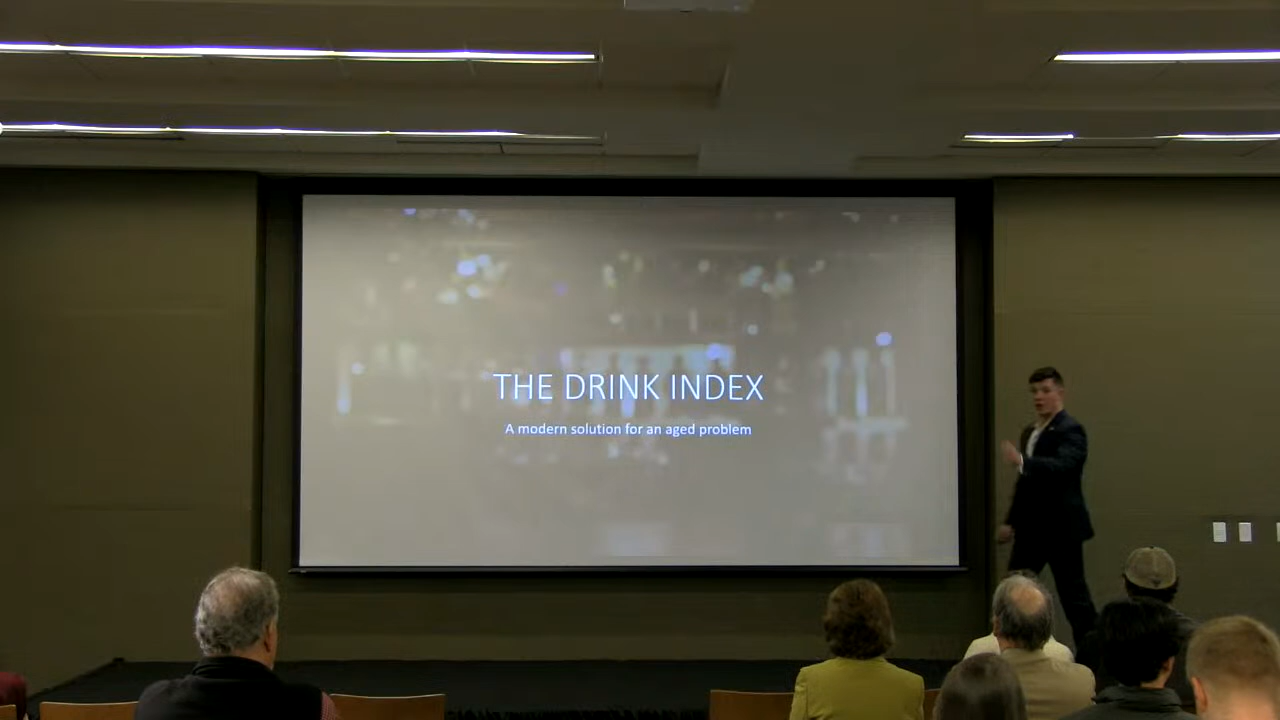 THE DRINK INDEX
A modern solution for an aged problem